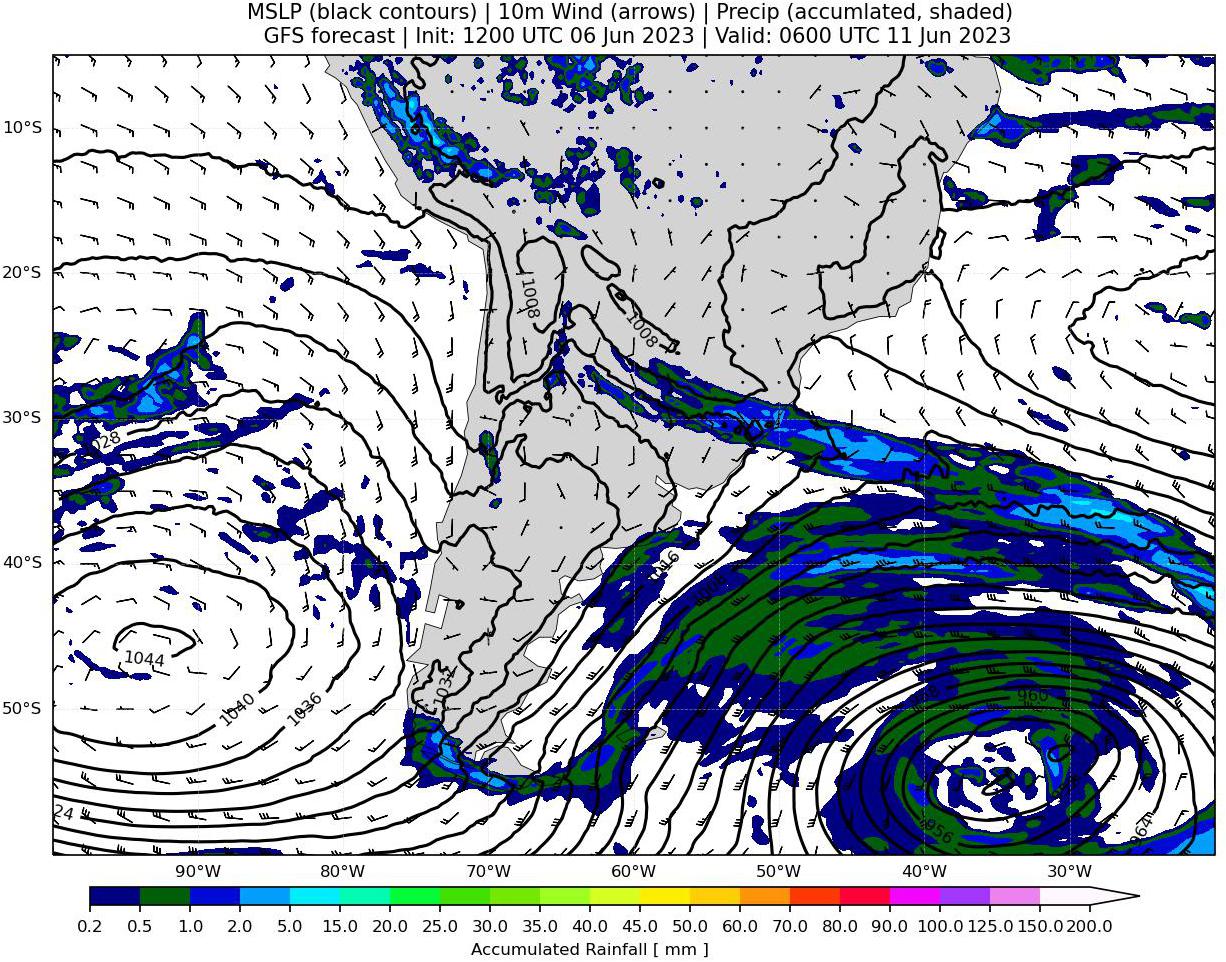 MSLP (black contours) | 10m Wind (arrows) | Precip (accumlated, shaded)
GFS forecast | Init: 1200 UTC 06 Jun 2023 | Valid: 0600 UTC 11 Jun 2023
10°S
20°S
1008
1008
30°S
1028
40°S
1016
1008
1044
1032
1040
1036
50°S
960
24
956
964
90°W 80°W 70°W 60°W 50°W 40°W 30°W
0.2 0.5 1.0 2.0 5.0 10.0 15.0 20.0 25.0 30.0 35.0 40.0 45.0 50.0 60.0 70.0 80.0 90.0 100.0 125.0 150.0 200.0
Accumulated Rainfall [ mm ]